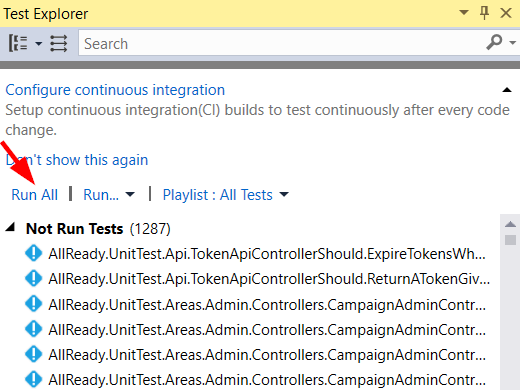 Test Explorer
Search
Configure continuous integration
Setup continuous integration(CI) builds to test continuously after every code
change.
Don't show this again
Run All | Run... | Playlist : All Tests
Not Run Tests (1287)
AllReady.UnitTest.Api.TokenApiControllerShould.ExpireTokensWh...
AllReady.UnitTest.Api.TokenApiControllerShould.ReturnATokenGiv...
AllReady.UnitTest.Areas.Admin.Controllers.CampaignAdminContr...
AllReady.UnitTest.Areas.Admin.Controllers.CampaignAdminContr...
AllReady.UnitTest.Areas.Admin.Controllers.CampaignAdminContr...
AllReady.UnitTest.Areas.Admin.Controllers.CampaignAdminContr...